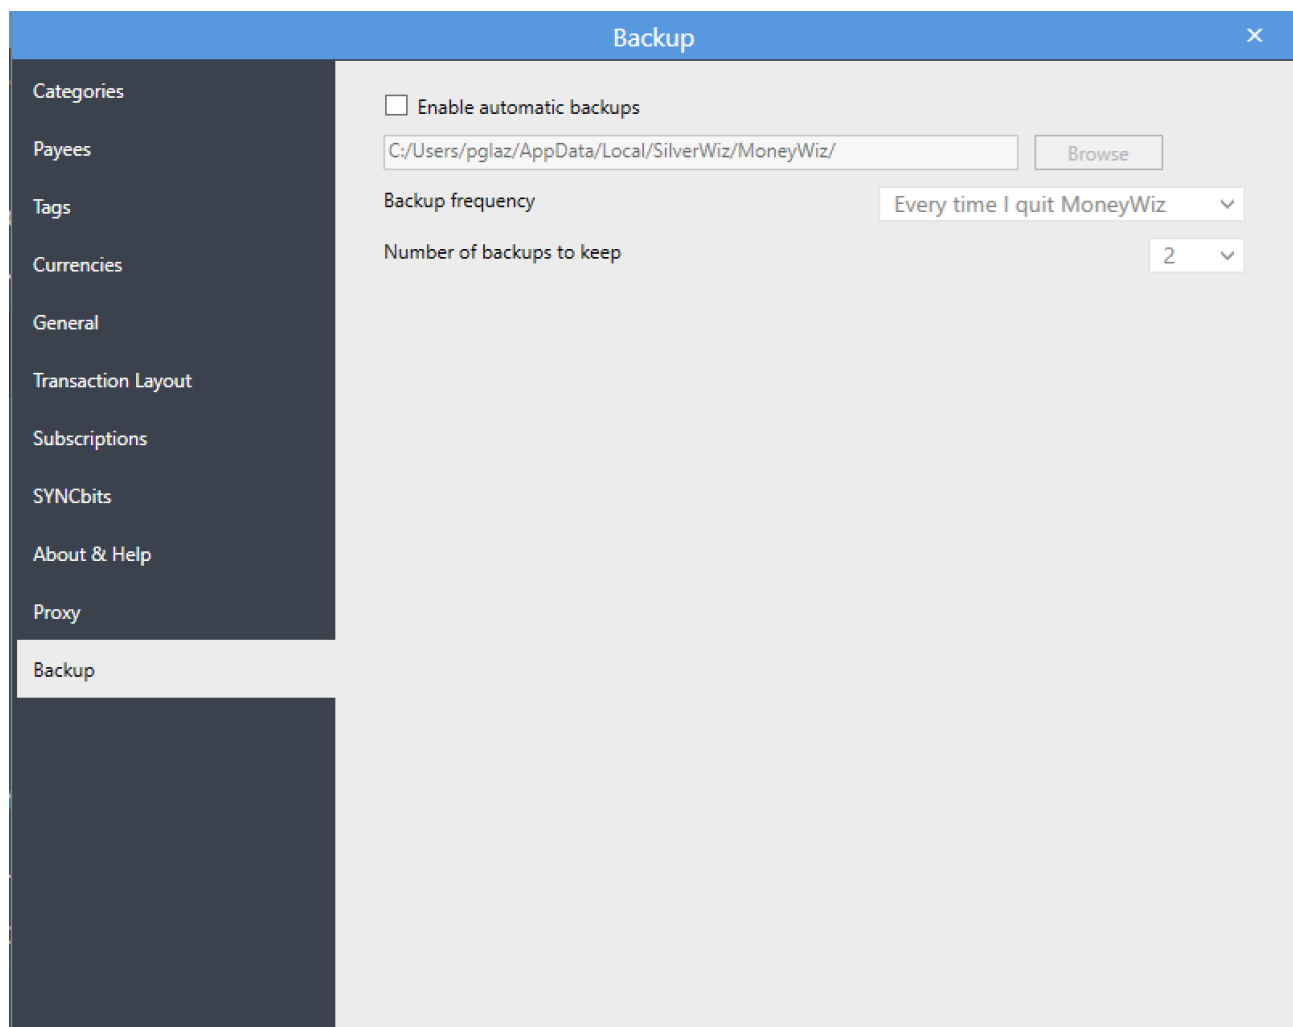 Backup
Categories
Payees
Tags
Currencies
General
Transaction Layout
Subscriptions
SYNCbits
About & Help
Proxy
Backup
Enable automatic backups
C:/Users/pglaz/AppData/Local/SilverWiz/MoneyWiz/
Browse
Backup frequency
Every time I quit MoneyWiz
Number of backups to keep
2